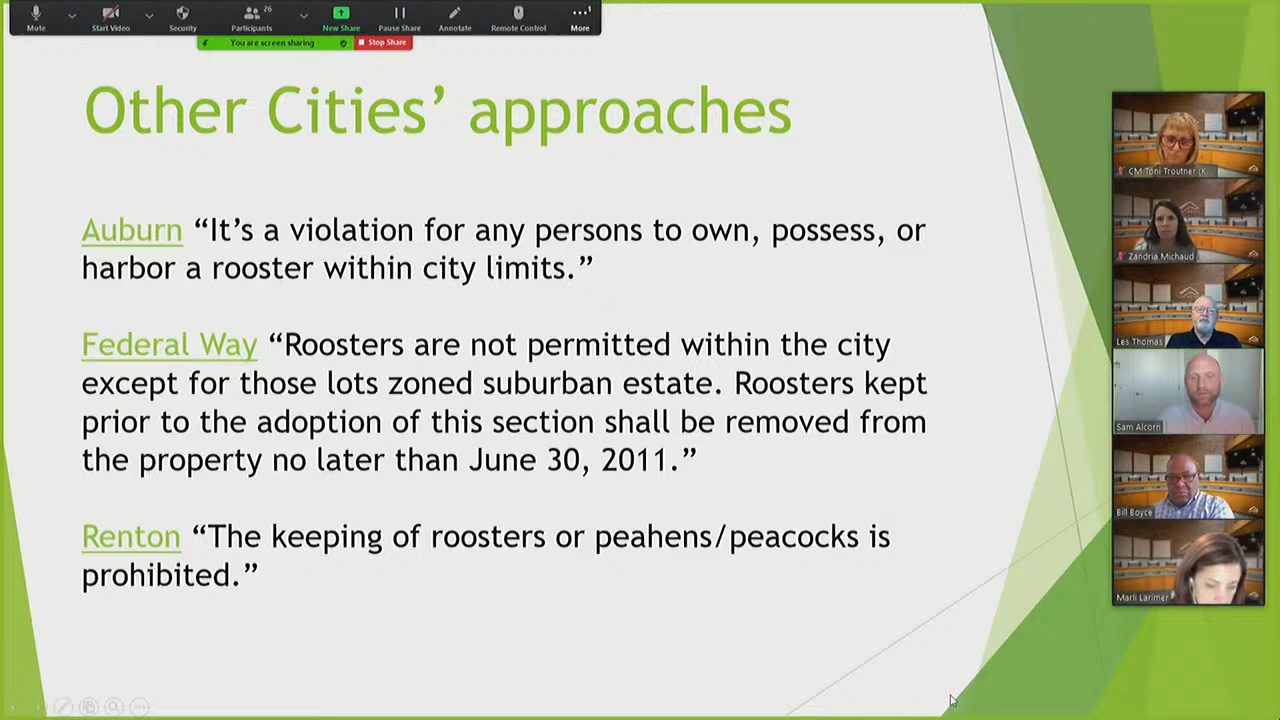 Mute
Start Video
Security
Participants
26
New Share
Pause Share
Annotate
Remote Control
1
More
You are screen sharing
Stop Share
Other Cities’ approaches
Auburn “It’s a violation for any persons to own, possess, or
harbor a rooster within city limits.”
Federal Way “Roosters are not permitted within the city
except for those lots zoned suburban estate. Roosters kept
prior to the adoption of this section shall be removed from
the property no later than June 30, 2011.”
Renton “The keeping of roosters or peahens/peacocks is
prohibited.”
CM Toni Troutner (K...
Zandria Michaud
Les Thomas
Sam Alcorn
Bill Boyce
Marli Larimer